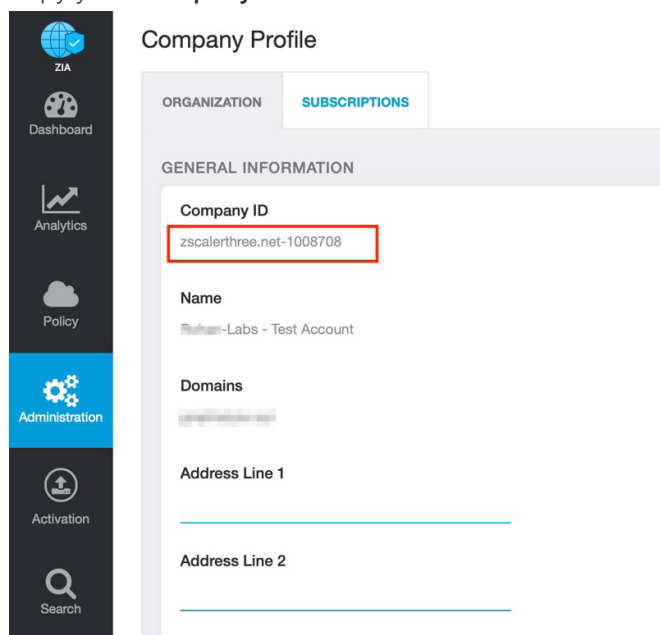 Company Profile
ZIA
Dashboard
Analytics
Policy
Administration
Activation
Search
ORGANIZATION
SUBSCRIPTIONS
GENERAL INFORMATION
Company ID
zscalerthree.net-1008708
Name
-Labs - Test Account
Domains
Address Line 1
Address Line 2